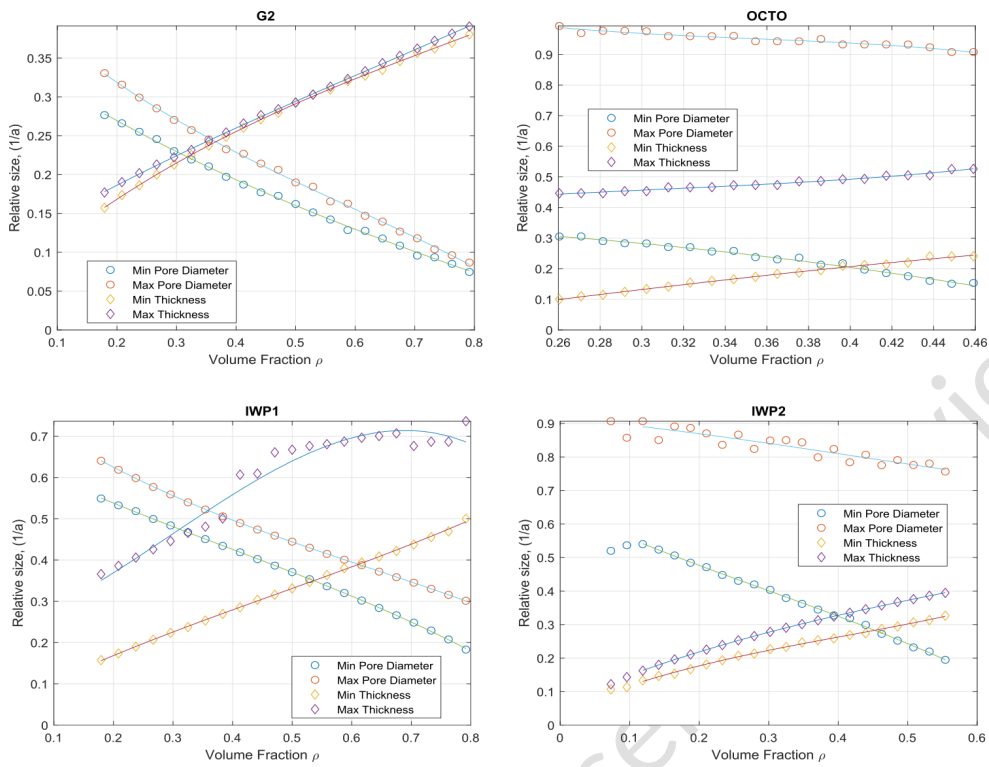 G2
Relative size, (1/a)
0.35
0.3
0.25
0.2
0.15
0.1
0.05
0
Min Pore Diameter
Max Pore Diameter
Min Thickness
Max Thickness
0.1 0.2 0.3 0.4 0.5 0.6 0.7 0.8
Volume Fraction ρ
OCTO
Relative size, (1/a)
0.9
0.8
0.7
0.6
0.5
0.4
0.3
0.2
0.1
0
Min Pore Diameter
Max Pore Diameter
Min Thickness
Max Thickness
0.26 0.28 0.3 0.32 0.34 0.36 0.38 0.4 0.42 0.44 0.46
Volume Fraction ρ
IWP1
Relative size, (1/a)
0.7
0.6
0.5
0.4
0.3
0.2
0.1
0
Min Pore Diameter
Max Pore Diameter
Min Thickness
Max Thickness
0.1 0.2 0.3 0.4 0.5 0.6 0.7 0.8
Volume Fraction ρ
IWP2
Relative size, (1/a)
0.9
0.8
0.7
0.6
0.5
0.4
0.3
0.2
0.1
0
Min Pore Diameter
Max Pore Diameter
Min Thickness
Max Thickness
0 0.1 0.2 0.3 0.4 0.5 0.6
Volume Fraction ρ